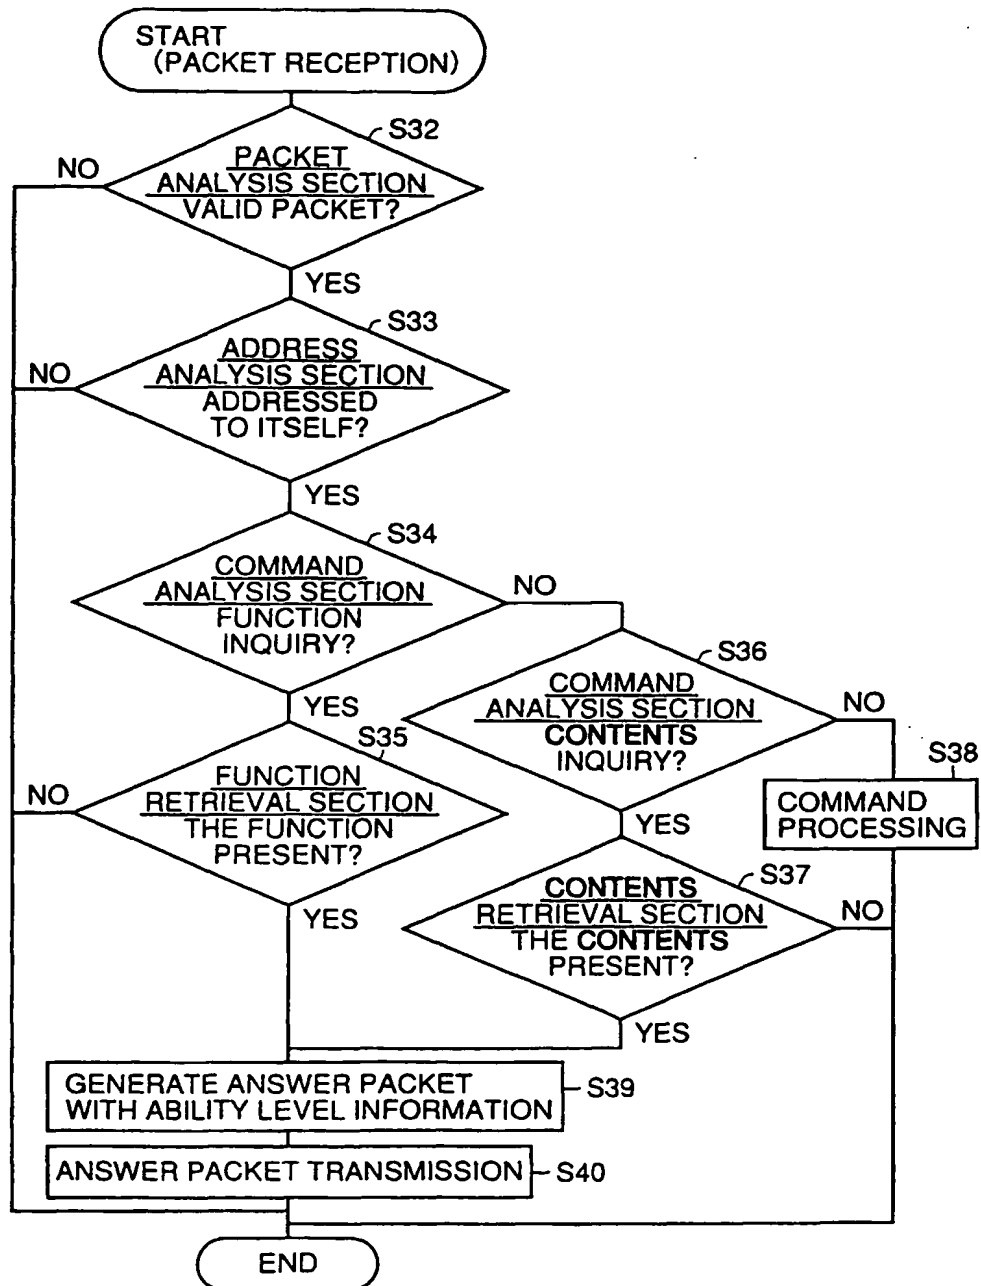 START
(PACKET RECEPTION)
S32
NO
PACKET
ANALYSIS SECTION
VALID PACKET?
YES
S33
NO
ADDRESS
ANALYSIS SECTION
ADDRESSED
TO ITSELF?
YES
S34
COMMAND
ANALYSIS SECTION
FUNCTION
INQUIRY?
NO
YES
S36
COMMAND
ANALYSIS SECTION
CONTENTS
INQUIRY?
NO
YES
S35
NO
FUNCTION
RETRIEVAL SECTION
THE FUNCTION
PRESENT?
YES
S38
COMMAND
PROCESSING
S37
CONTENTS
RETRIEVAL SECTION
THE CONTENTS
PRESENT?
NO
YES
GENERATE ANSWER PACKET
WITH ABILITY LEVEL INFORMATION
S39
ANSWER PACKET TRANSMISSION
S40
END